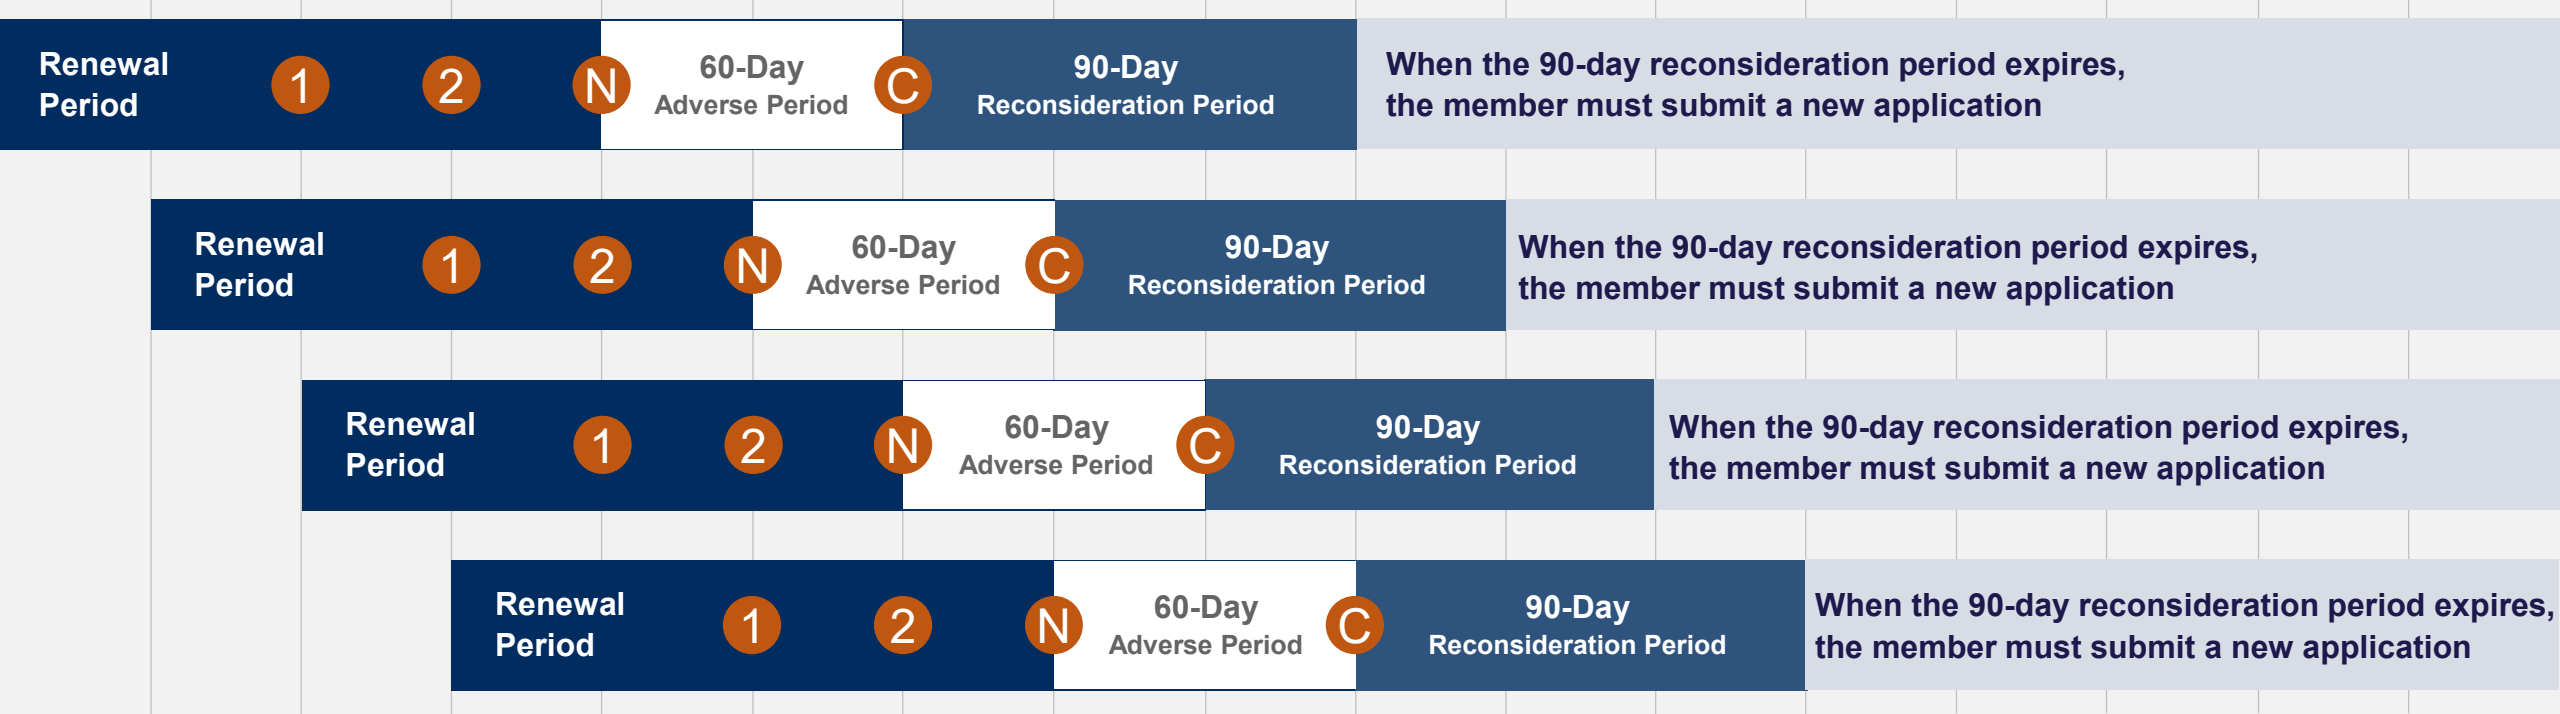 Renewal
Period
1
2
N
60-Day
Adverse Period
C
90-Day
Reconsideration Period
When the 90-day reconsideration period expires,
the member must submit a new application
Renewal
Period
1
2
N
60-Day
Adverse Period
C
90-Day
Reconsideration Period
When the 90-day reconsideration period expires,
the member must submit a new application
Renewal
Period
1
2
N
60-Day
Adverse Period
C
90-Day
Reconsideration Period
When the 90-day reconsideration period expires,
the member must submit a new application
Renewal
Period
1
2
N
60-Day
Adverse Period
C
90-Day
Reconsideration Period
When the 90-day reconsideration period expires,
the member must submit a new application